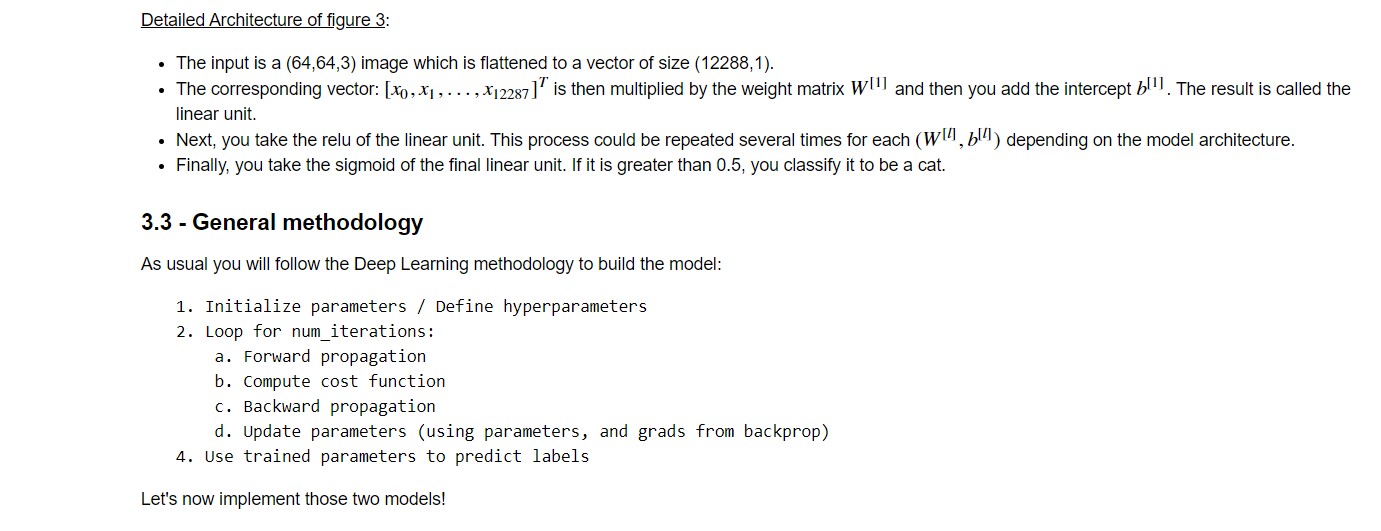 Detailed Architecture of figure 3:
• The input is a (64,64,3) image which is flattened to a vector of size (12288,1).
• The corresponding vector: [x₀, x₁, . . . , x₁₂₂₈₇]ᵀ is then multiplied by the weight matrix W^[1] and then you add the intercept b^[1]. The result is called the
linear unit.
• Next, you take the relu of the linear unit. This process could be repeated several times for each (W^[l], b^[l]) depending on the model architecture.
• Finally, you take the sigmoid of the final linear unit. If it is greater than 0.5, you classify it to be a cat.
3.3 - General methodology
As usual you will follow the Deep Learning methodology to build the model:
1. Initialize parameters / Define hyperparameters
2. Loop for num_iterations:
a. Forward propagation
b. Compute cost function
c. Backward propagation
d. Update parameters (using parameters, and grads from backprop)
4. Use trained parameters to predict labels
Let's now implement those two models!